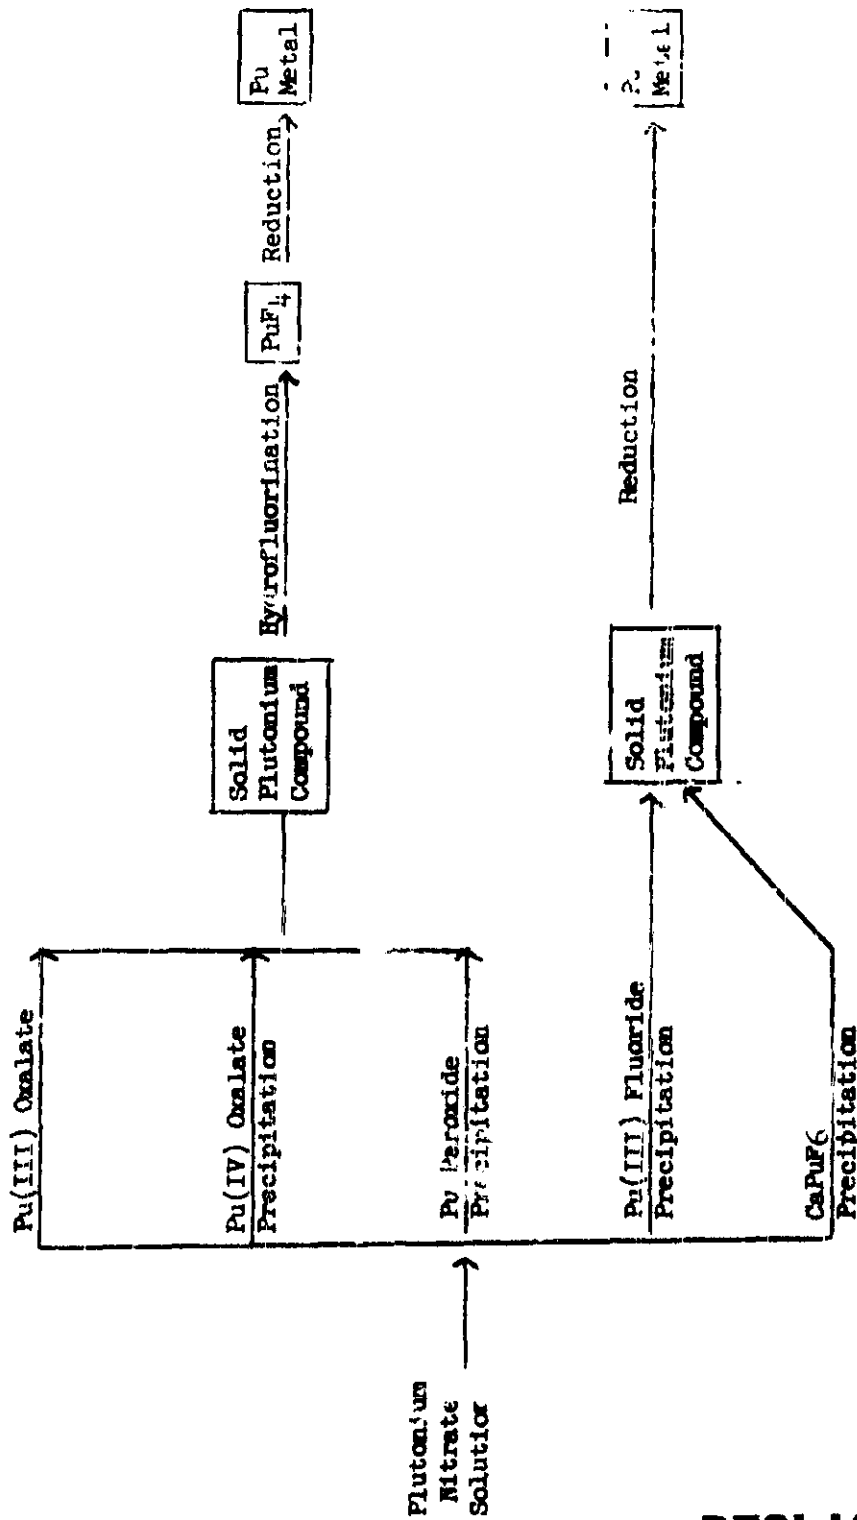 Plutonium
Nitrate
Solution
Pu(III) Oxalate
Pu(IV) Oxalate
Precipitation
Pu Peroxide
Precipitation
Pu(III) Fluoride
Precipitation
CaPuF6
Precipitation
Solid
Plutonium
Compound
Hydrofluorination
PuF4
Reduction
Pu
Metal
Solid
Plutonium
Compound
Reduction
Pu
Metal